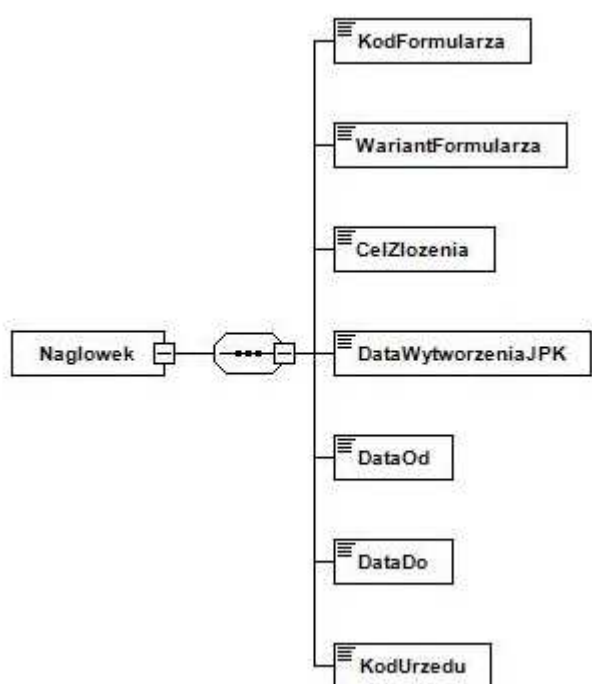 KodFormularza
WariantFormularza
CelZlozenia
Naglowek
DataWytworzeniaJPK
DataOd
DataDo
KodUrzedu